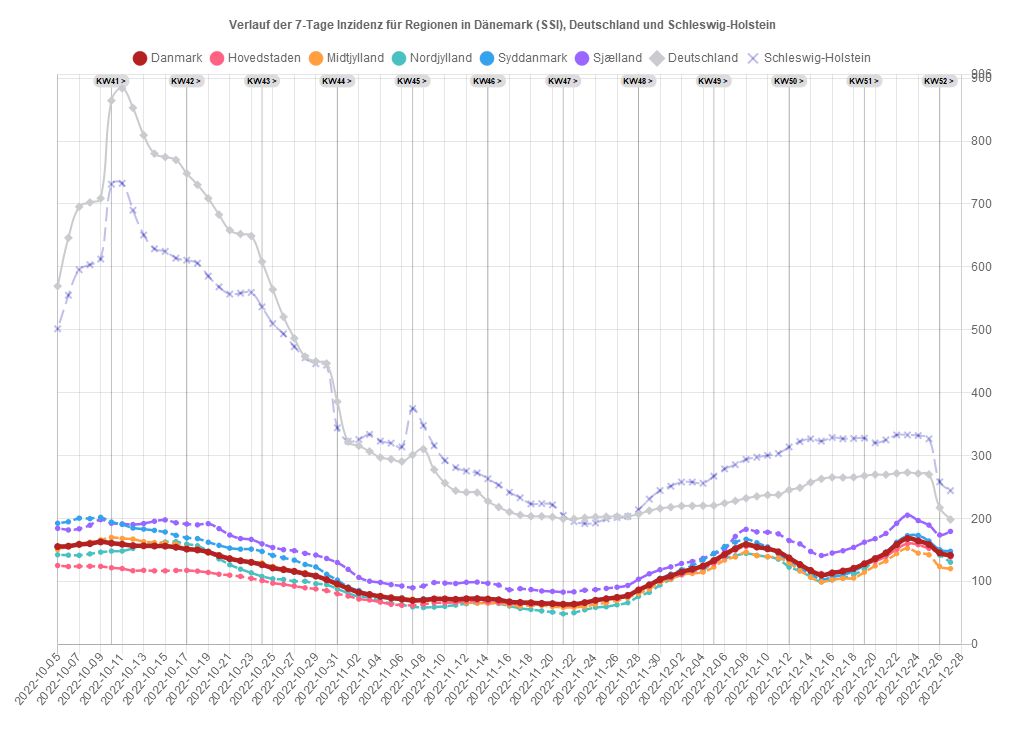 Verlauf der 7-Tage Inzidenz für Regionen in Dänemark (SSI), Deutschland und Schleswig-Holstein
Danmark Hovedstaden Midtjylland Nordjylland Syddanmark Sjælland Deutschland Schleswig-Holstein
KW41 > KW42 > KW43 > KW44 > KW45 > KW46 > KW47 > KW48 > KW49 > KW50 > KW51 > KW52 >
906
900
800
700
600
500
400
300
200
100
0
2022-10-05 2022-10-07 2022-10-09 2022-10-11 2022-10-13 2022-10-15 2022-10-17 2022-10-19 2022-10-21 2022-10-23 2022-10-25 2022-10-27 2022-10-29 2022-10-31 2022-11-02 2022-11-04 2022-11-06 2022-11-08 2022-11-10 2022-11-12 2022-11-14 2022-11-16 2022-11-18 2022-11-20 2022-11-22 2022-11-24 2022-11-26 2022-11-28 2022-11-30 2022-12-02 2022-12-04 2022-12-06 2022-12-08 2022-12-10 2022-12-12 2022-12-14 2022-12-16 2022-12-18 2022-12-20 2022-12-22 2022-12-24 2022-12-26 2022-12-28